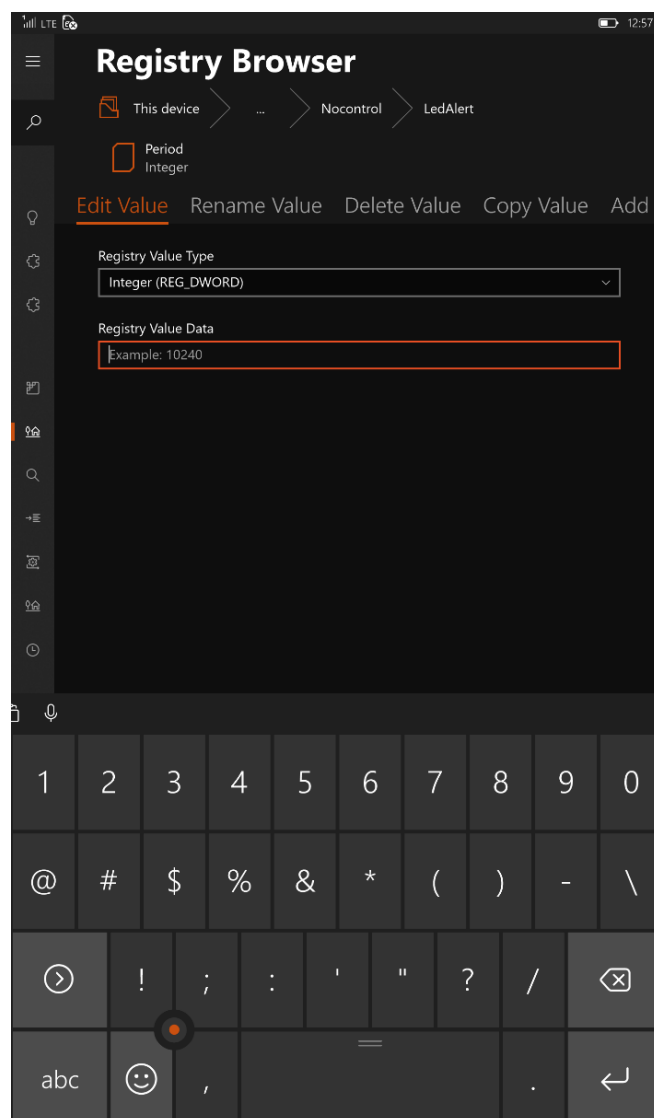 LTE 12:57
Registry Browser
This device ... Nocontrol LedAlert
Period
Integer
Edit Value Rename Value Delete Value Copy Value Add
Registry Value Type
Integer (REG_DWORD)
Registry Value Data
Example: 10240
1 2 3 4 5 6 7 8 9 0
@ # $ % & * ( ) - \
! ; : ' " ? /
abc , .